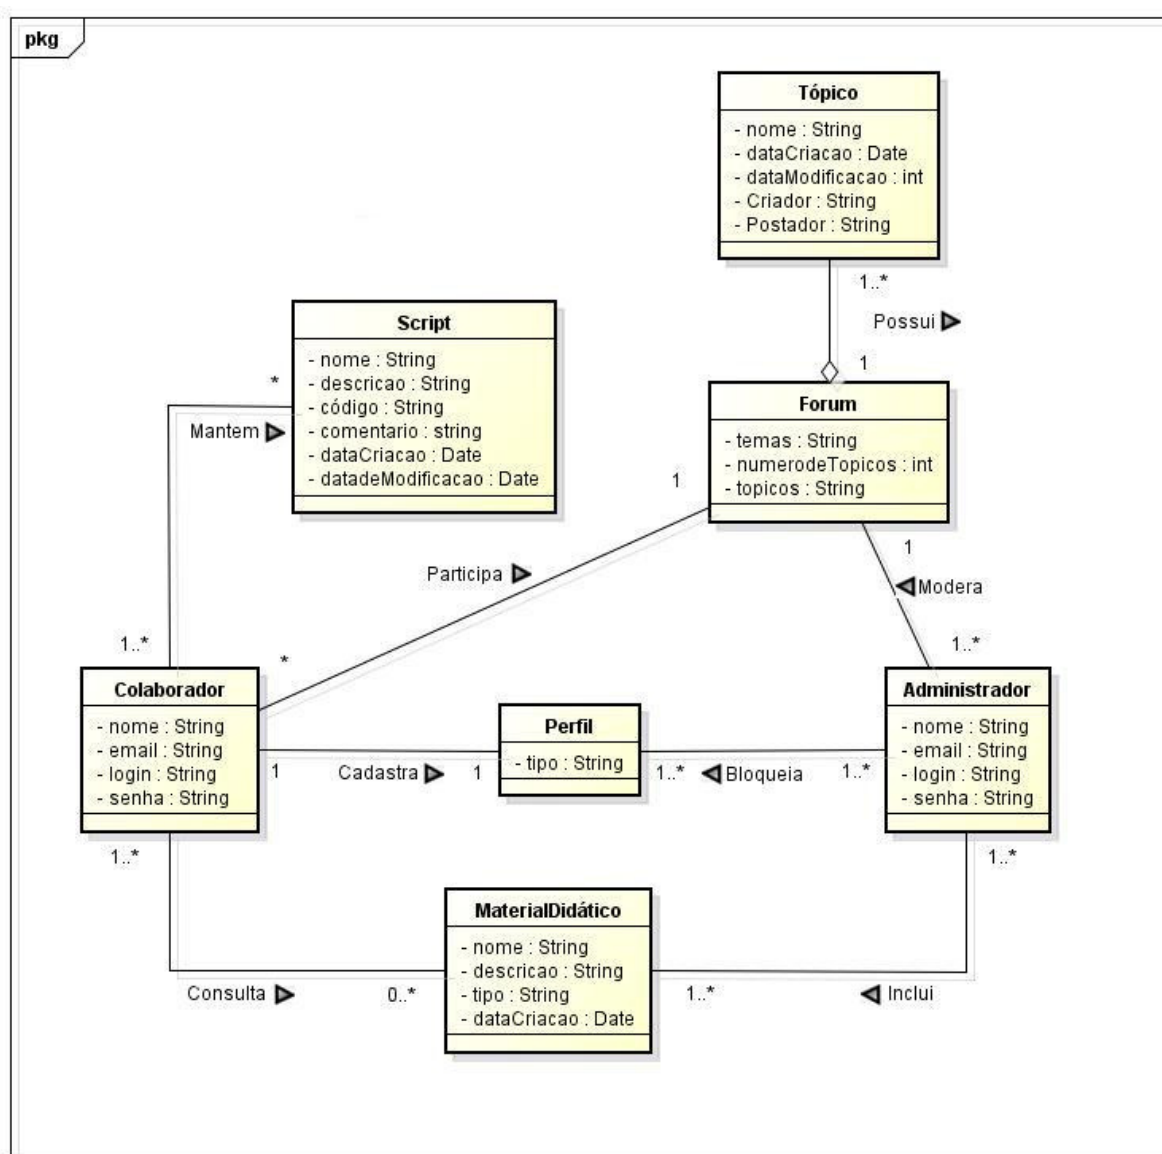 pkg
Tópico
- nome : String
- dataCriacao : Date
- dataModificacao : int
- Criador : String
- Postador : String
1..*
Possui
1
Script
- nome : String
- descricao : String
- código : String
- comentario : string
- dataCriacao : Date
- datadeModificacao : Date
*
Mantem
1..*
Forum
- temas : String
- numerodeTopicos : int
- topicos : String
1
Participa
*
1
Modera
1..*
Colaborador
- nome : String
- email : String
- login : String
- senha : String
Perfil
- tipo : String
Administrador
- nome : String
- email : String
- login : String
- senha : String
1
Cadastra
1
1..*
Bloqueia
1..*
1..*
1..*
MaterialDidático
- nome : String
- descricao : String
- tipo : String
- dataCriacao : Date
Consulta
0..*
1..*
Inclui